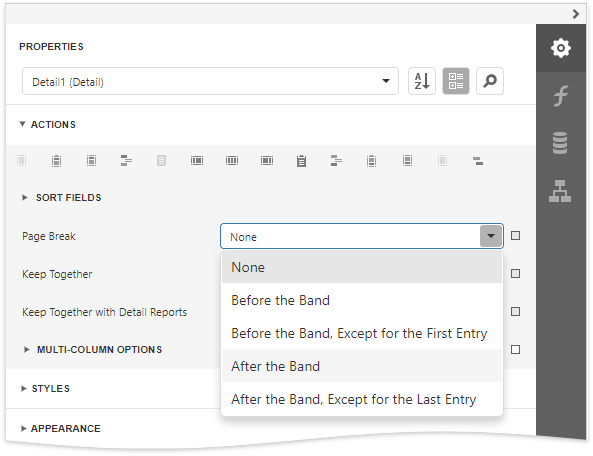 PROPERTIES
Detail1 (Detail)
A
Z
ACTIONS
SORT FIELDS
Page Break
None
Keep Together
None
Before the Band
Keep Together with Detail Reports
Before the Band, Except for the First Entry
MULTI-COLUMN OPTIONS
After the Band
STYLES
After the Band, Except for the Last Entry
APPEARANCE